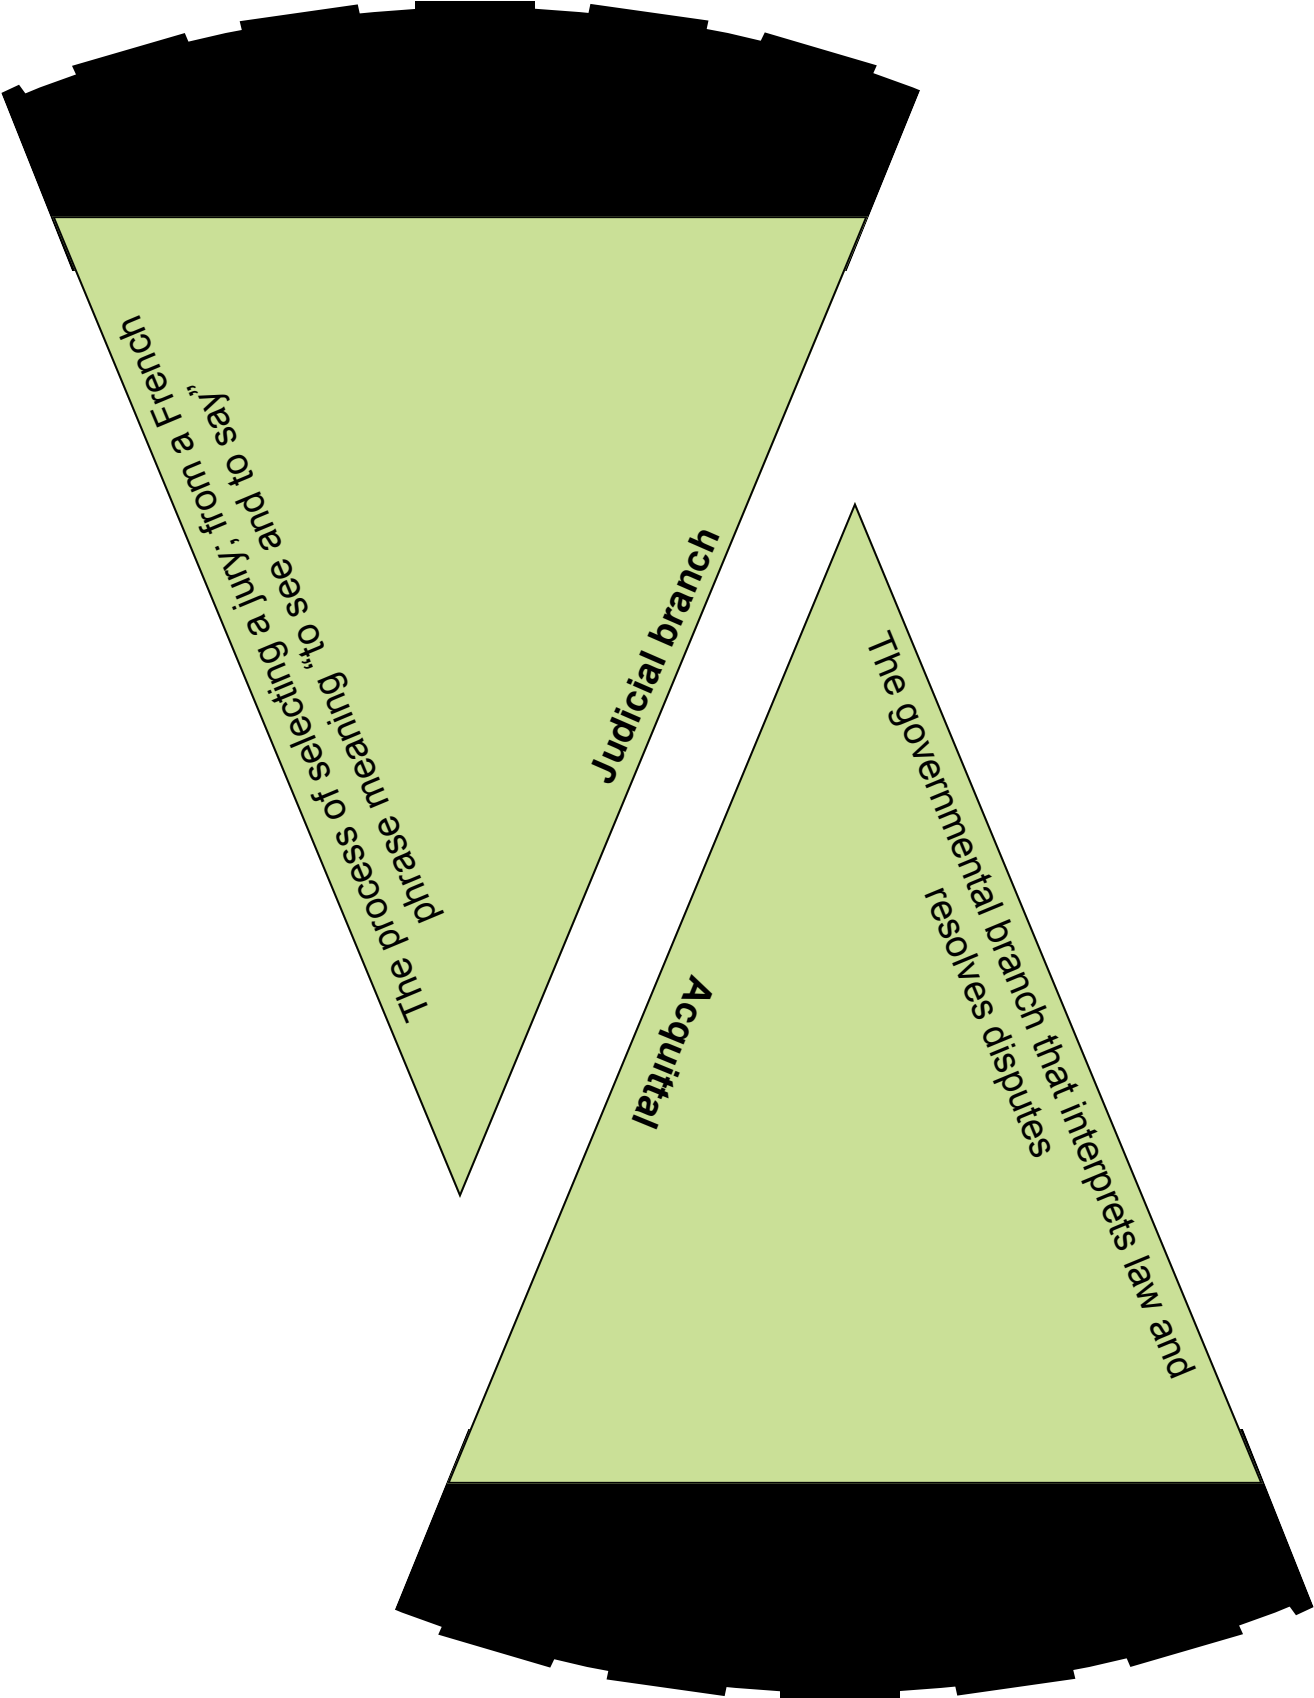 The process of selecting a jury; from a French
phrase meaning “to see and to say”
Judicial branch
The governmental branch that interprets law and
resolves disputes
Acquittal